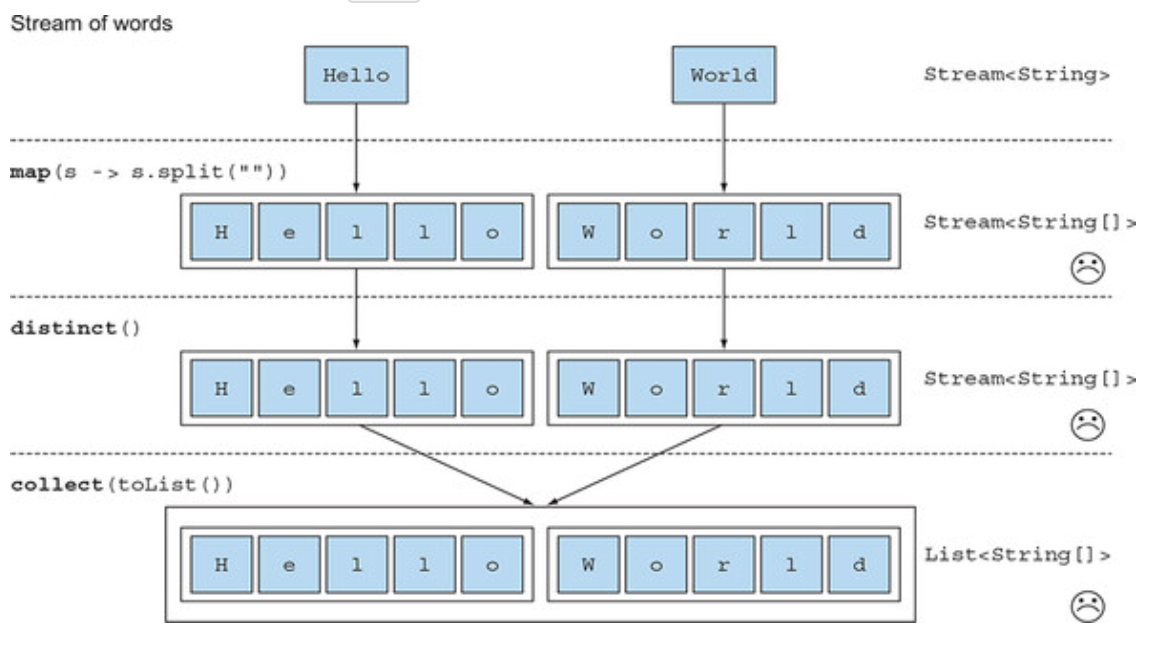 Stream of words
Hello World Stream<String>
map(s -> s.split(""))
H e l l o W o r l d Stream<String[]>
distinct()
H e l l o W o r l d Stream<String[]>
collect(toList())
H e l l o W o r l d List<String[]>